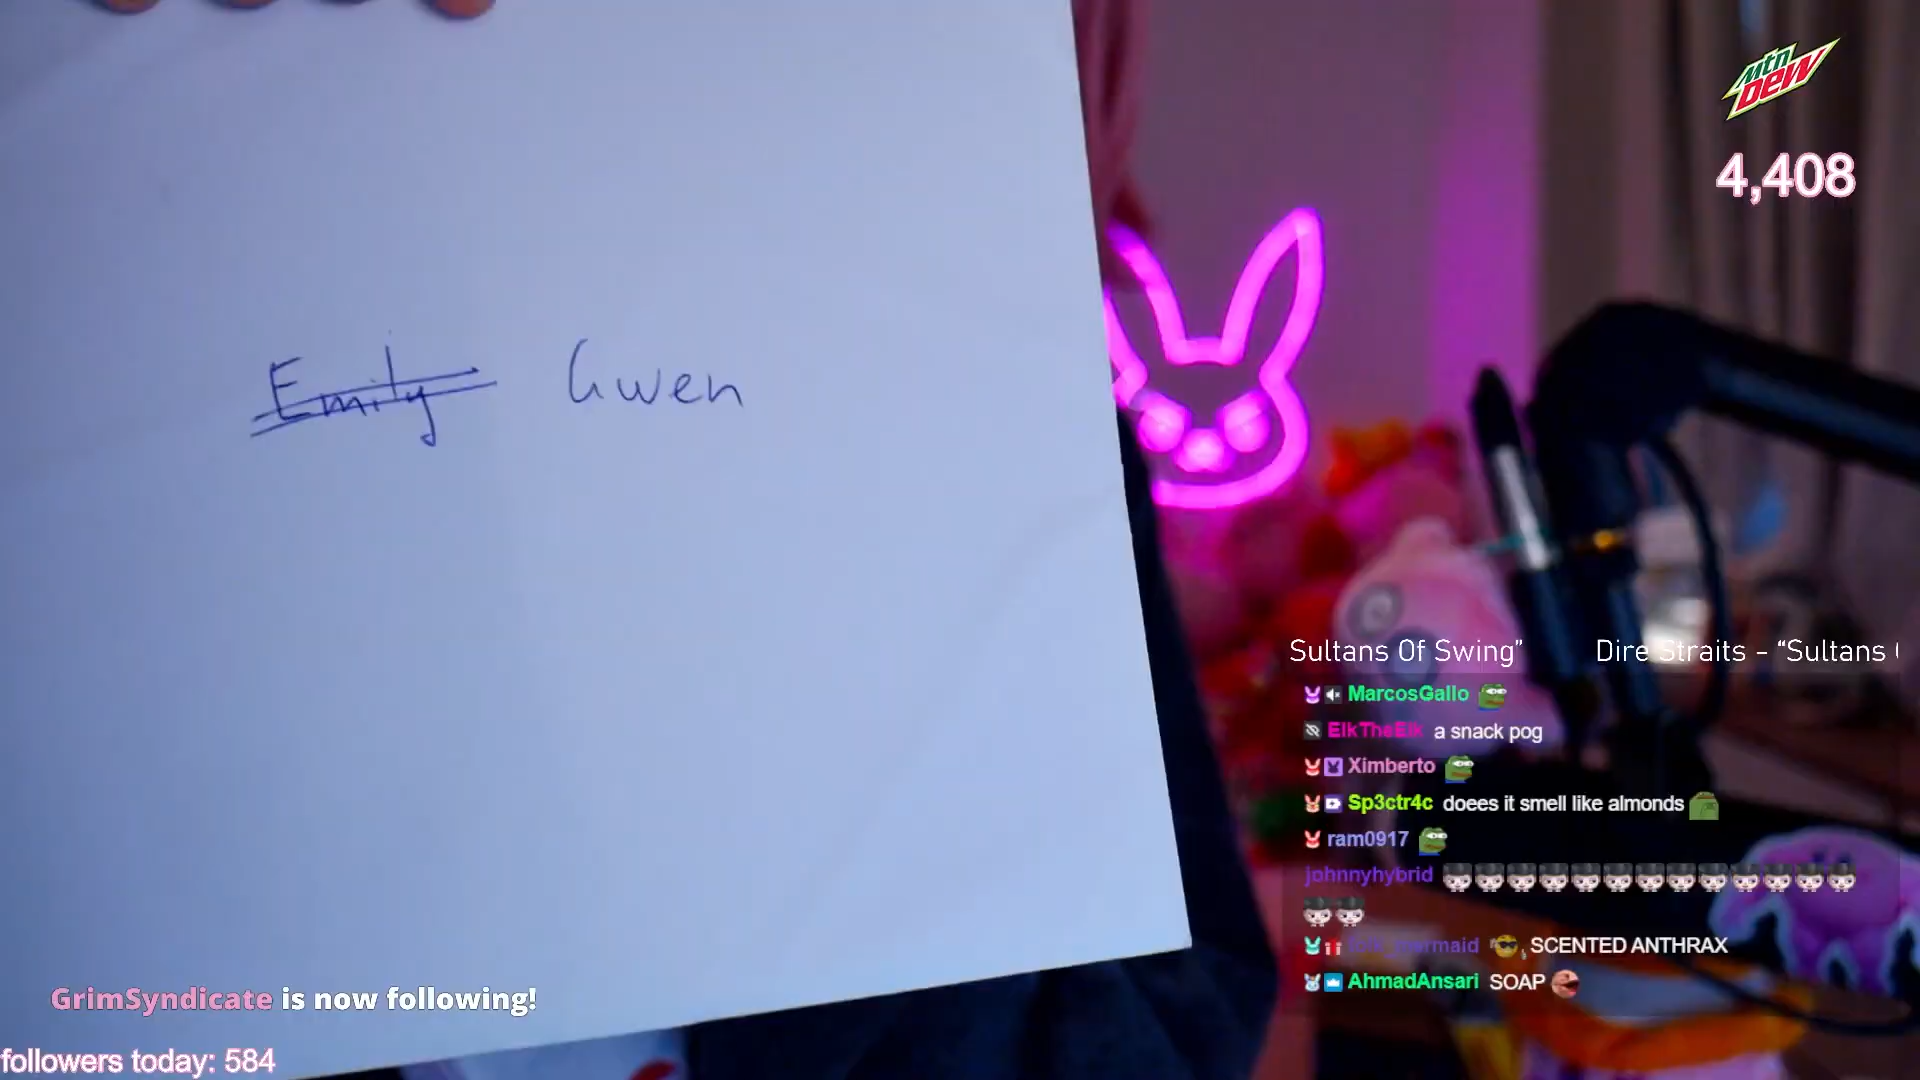 Mtn
Dew
4,408
Emily Gwen
Sultans Of Swing" Dire Straits - "Sultans
MarcosGallo
ElkTheElk a snack pog
Ximberto
Sp3ctr4c doees it smell like almonds
ram0917
johnnyhybrid
SCENTED ANTHRAX
AhmadAnsari SOAP
GrimSyndicate is now following!
followers today: 584